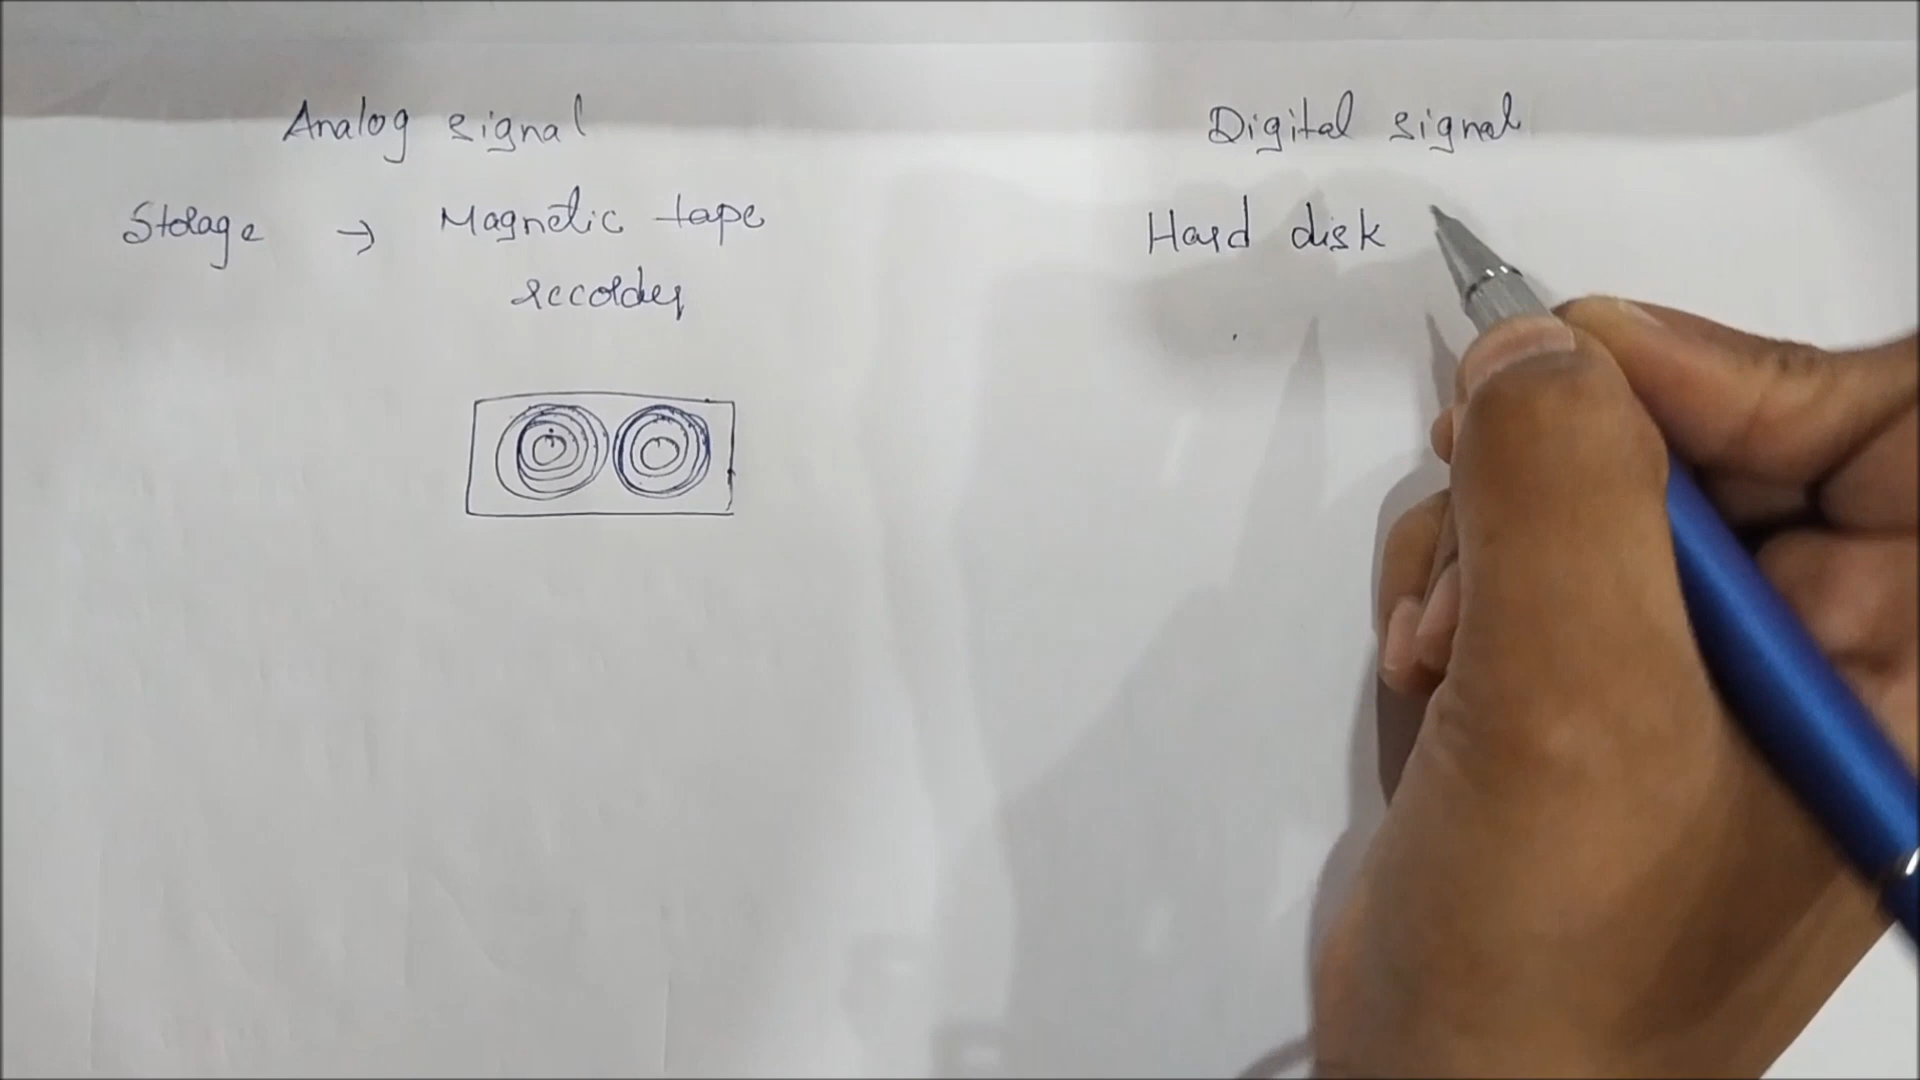 Analog signal
Digital signal
Storage → Magnetic tape
recorder
Hard disk